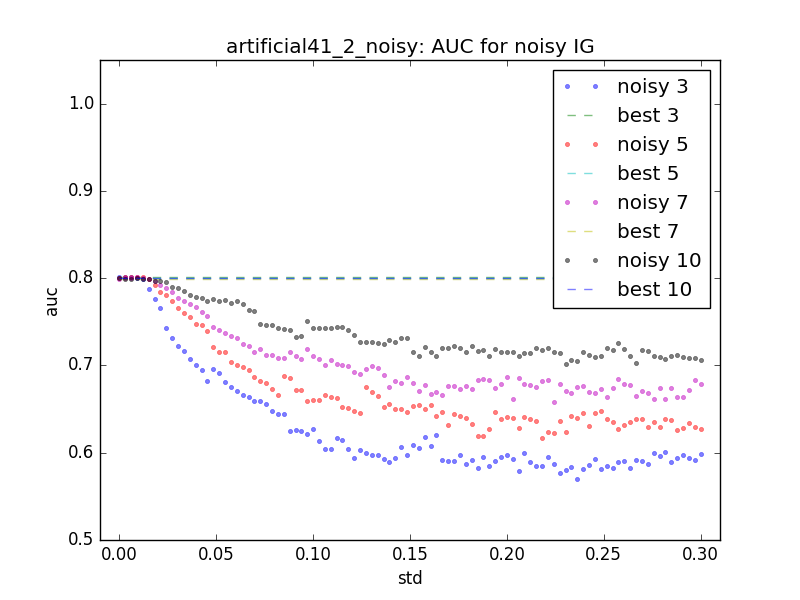 artificial41_2_noisy: AUC for noisy IG
noisy 3
best 3
noisy 5
best 5
noisy 7
best 7
noisy 10
best 10
1.0
0.9
0.8
0.7
0.6
0.5
auc
0.00 0.05 0.10 0.15 0.20 0.25 0.30
std